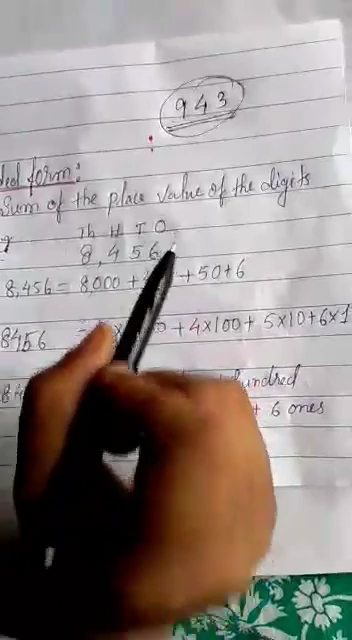 943
ded form:
Sum of the place value of the digits
Th H T O
8,456
8,456 = 8,000 + + 50+6
8456 = × + 4×100 + 5×10+6×1
84 hundred
+ 6 ones